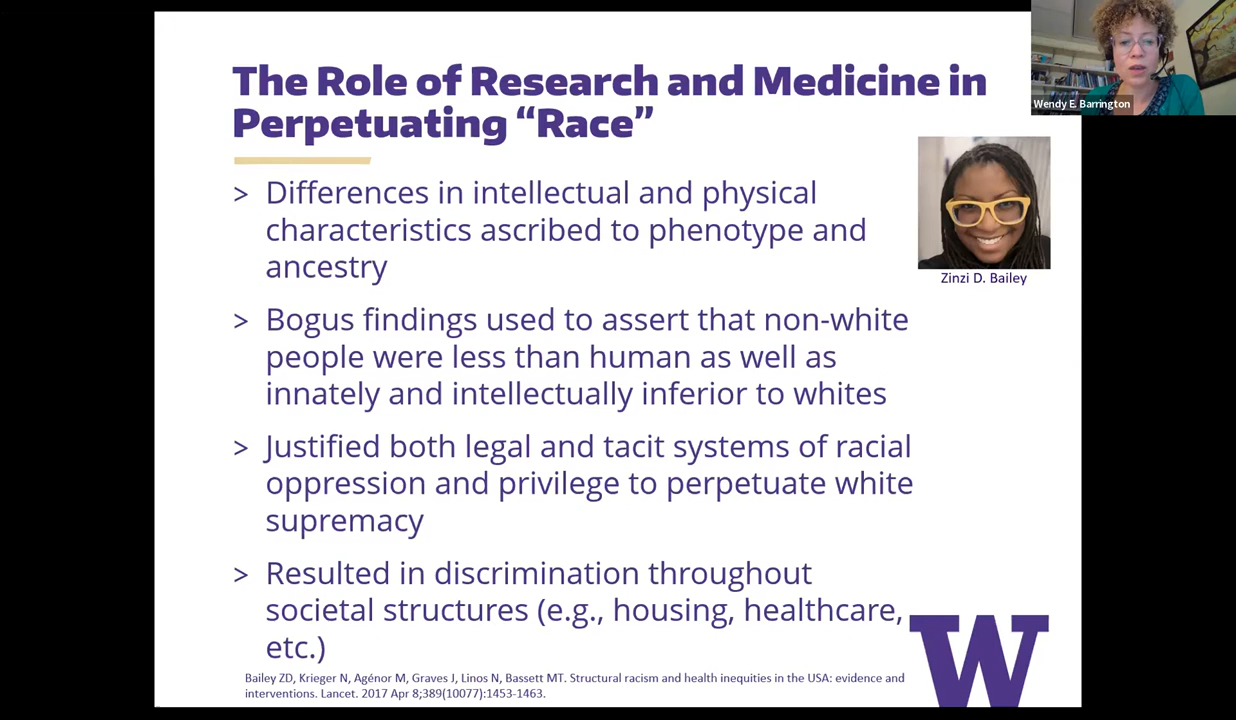 The Role of Research and Medicine in
Perpetuating “Race”
Wendy E. Barrington
> Differences in intellectual and physical
characteristics ascribed to phenotype and
ancestry
Zinzi D. Bailey
> Bogus findings used to assert that non-white
people were less than human as well as
innately and intellectually inferior to whites
> Justified both legal and tacit systems of racial
oppression and privilege to perpetuate white
supremacy
> Resulted in discrimination throughout
societal structures (e.g., housing, healthcare,
etc.)
W
Bailey ZD, Krieger N, Agénor M, Graves J, Linos N, Bassett MT. Structural racism and health inequities in the USA: evidence and
interventions. Lancet. 2017 Apr 8;389(10077):1453-1463.